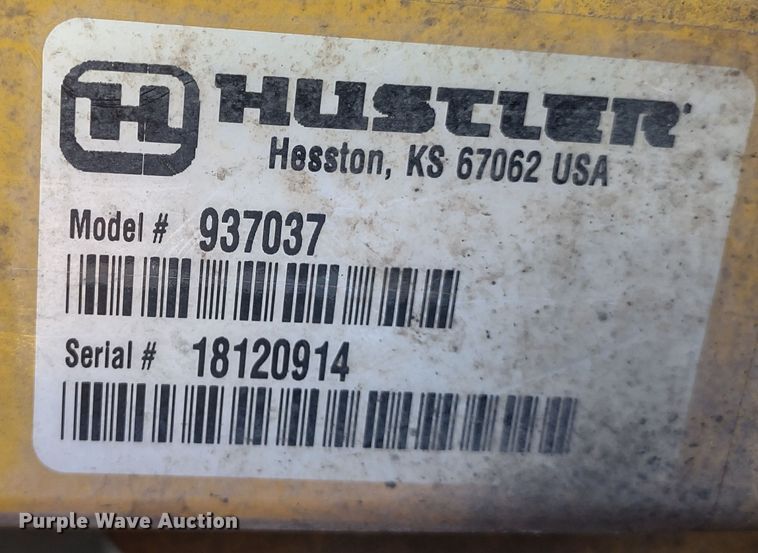 H HUSTLER
Hesston, KS 67062 USA
Model # 937037
Serial # 18120914
Purple Wave Auction